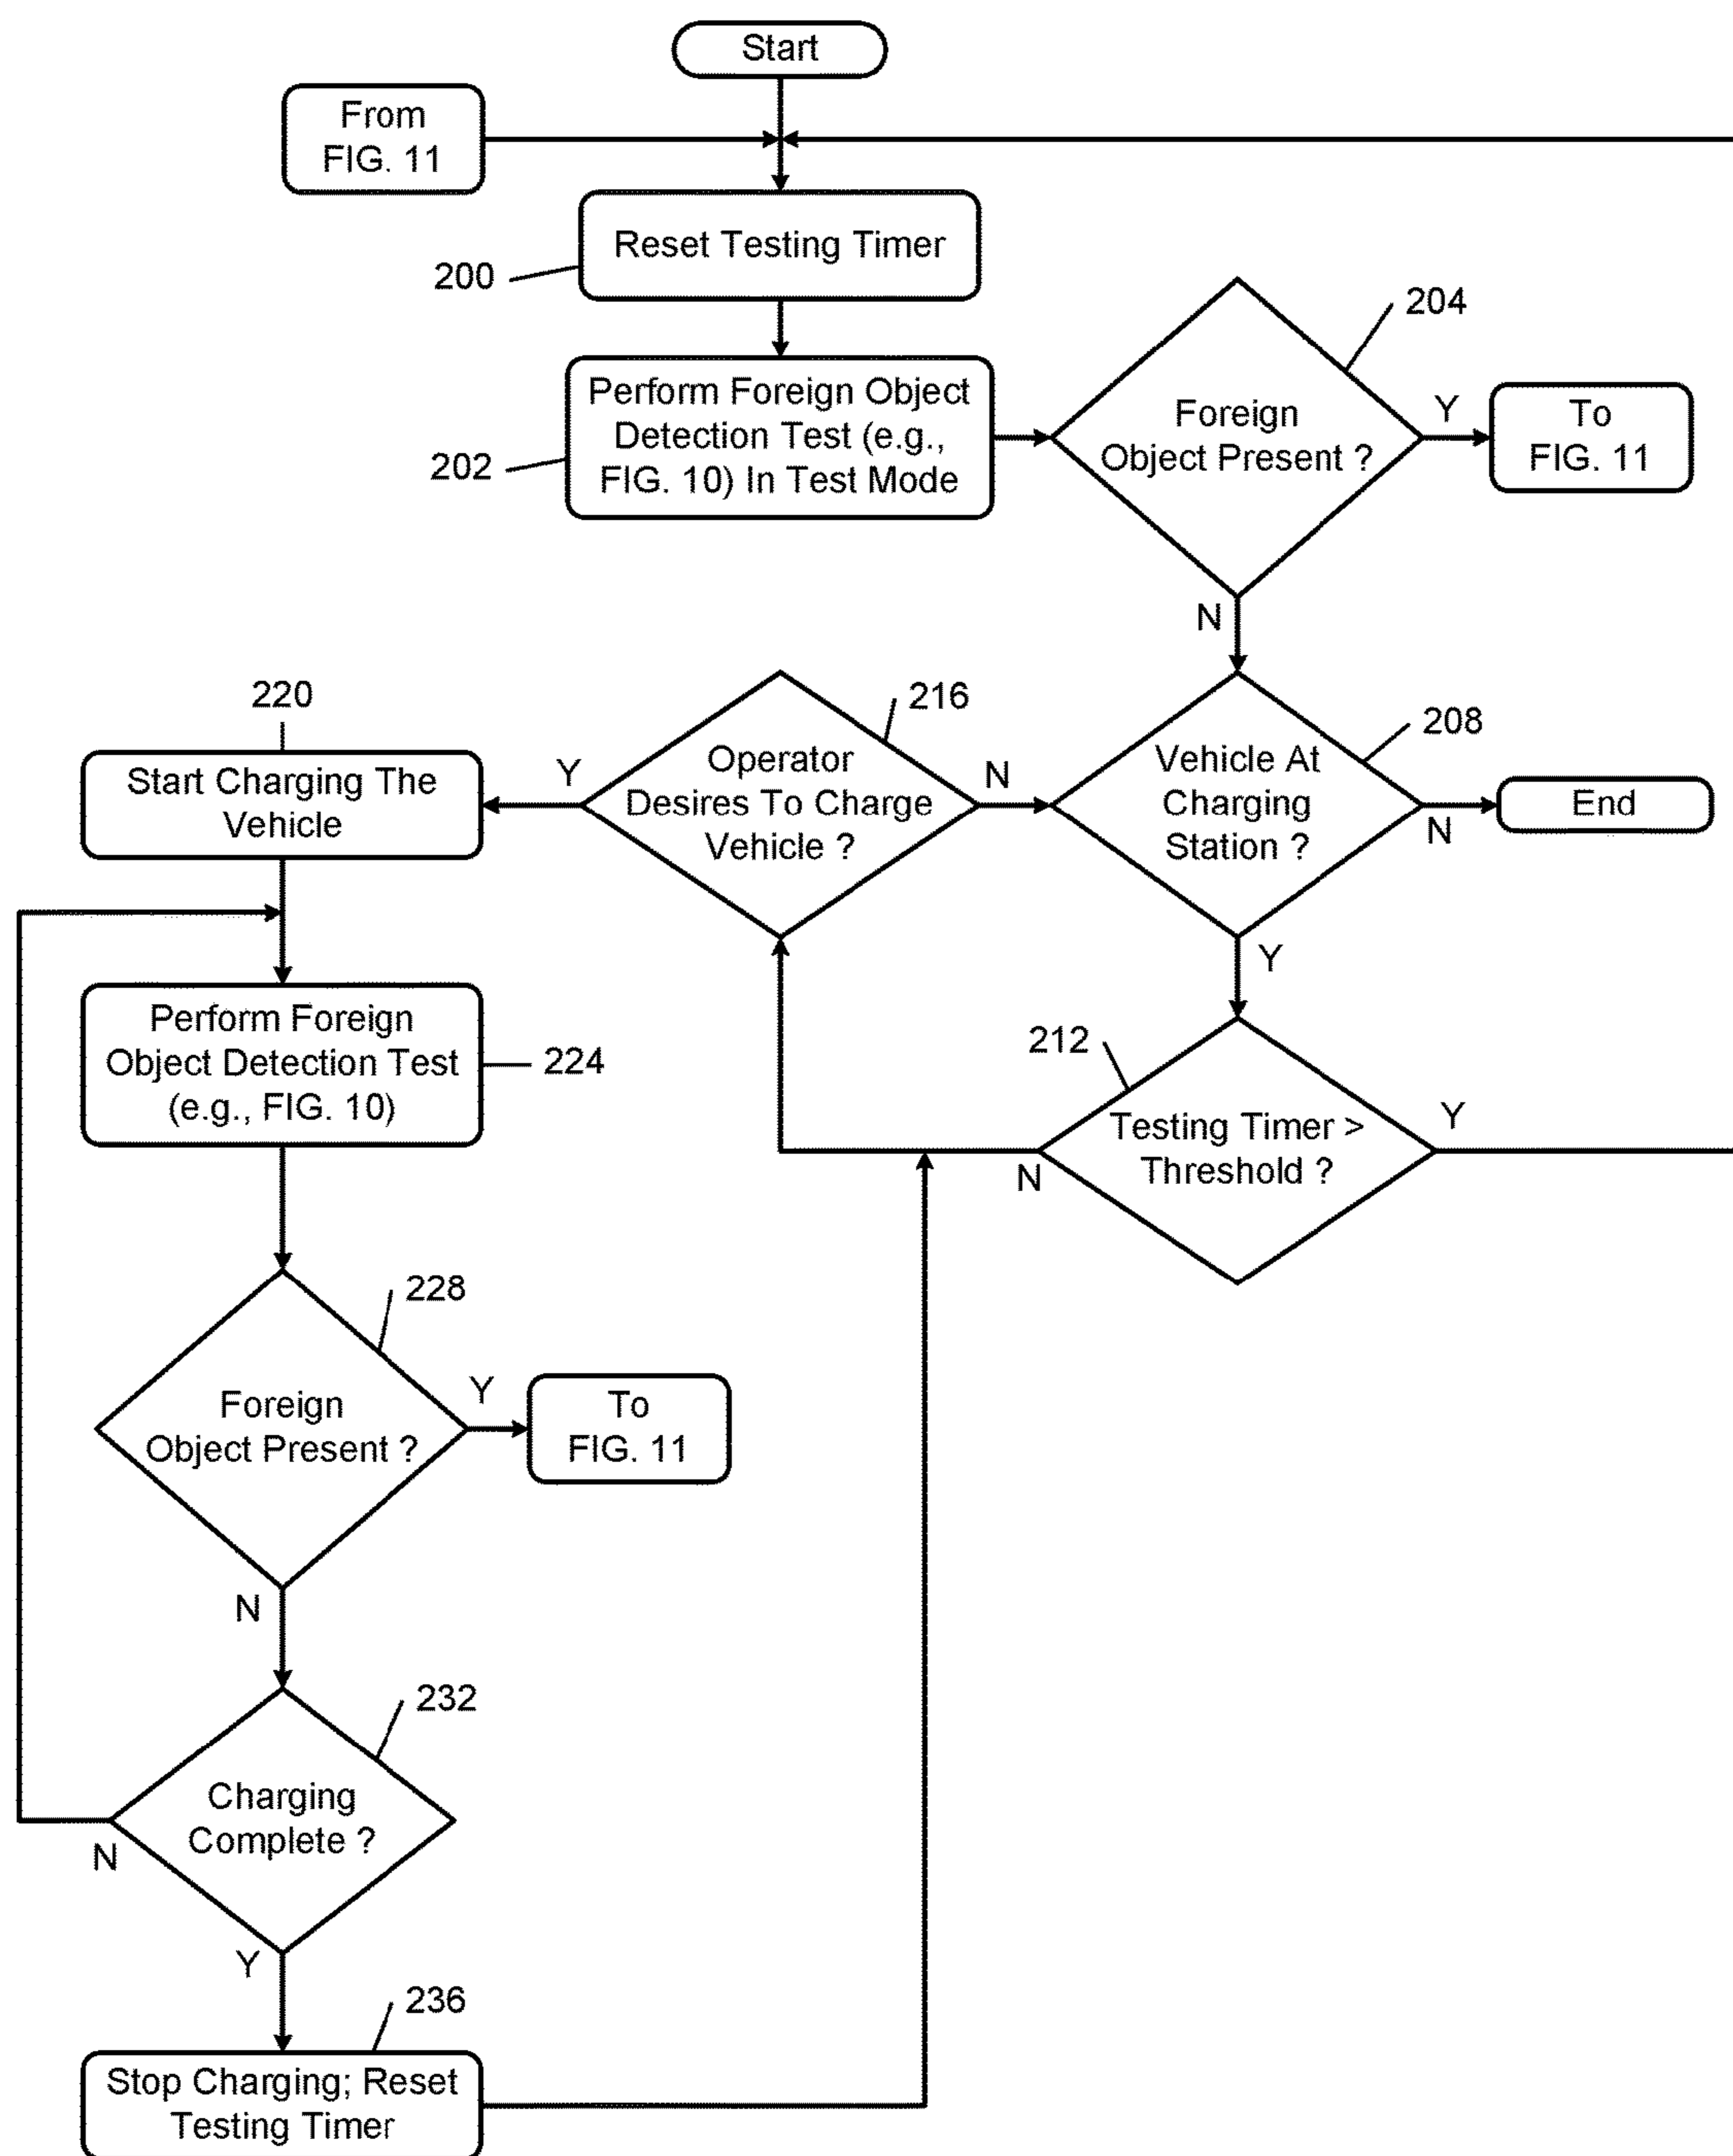 Start
From
FIG. 11
Reset Testing Timer
200
204
Perform Foreign Object
Detection Test (e.g.,
FIG. 10) In Test Mode
202
Foreign
Object Present ?
Y
To
FIG. 11
N
220
216
208
Start Charging The
Vehicle
Y
Operator
Desires To Charge
Vehicle ?
N
Vehicle At
Charging
Station ?
N
End
Y
Perform Foreign
Object Detection Test
(e.g., FIG. 10)
224
212
Testing Timer >
Threshold ?
Y
N
228
Foreign
Object Present ?
Y
To
FIG. 11
N
232
Charging
Complete ?
N
Y
236
Stop Charging; Reset
Testing Timer